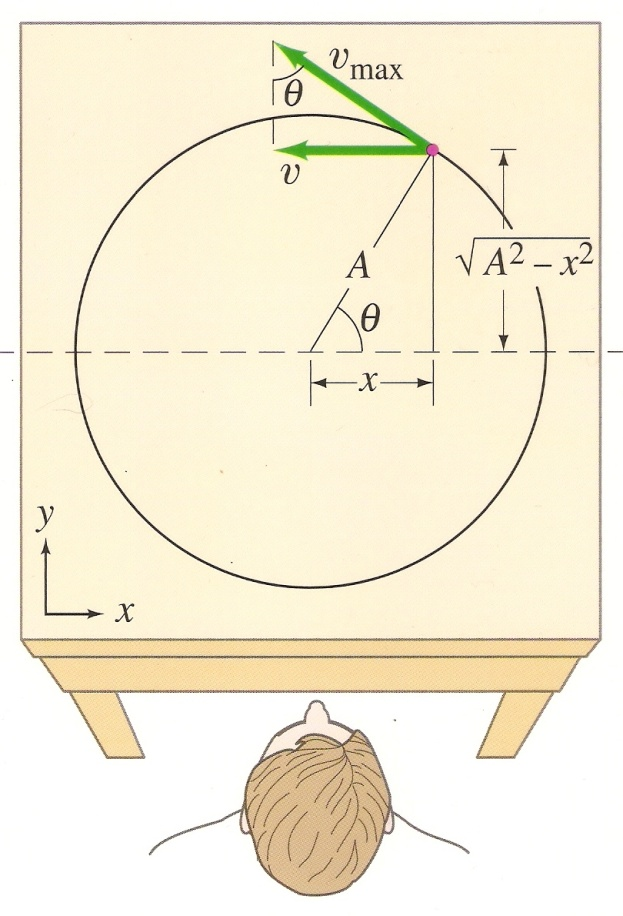 v_max
θ
v
√(A² – x²)
A
θ
x
y
x